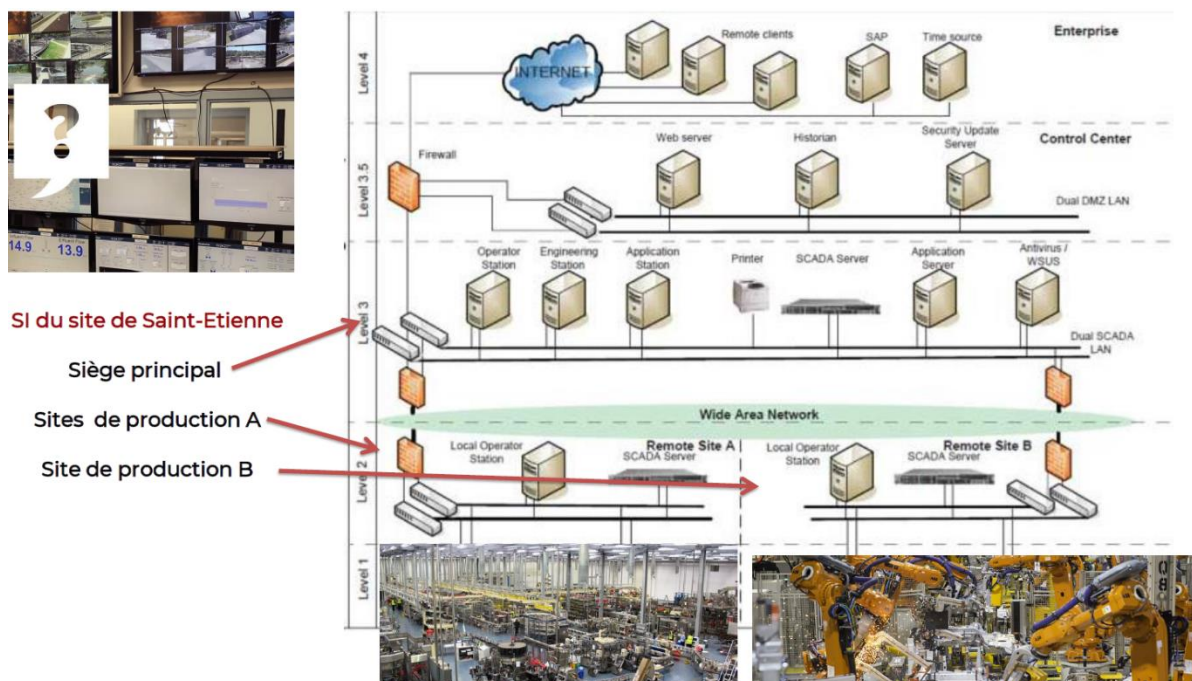 ?
14.9
13.9
SI du site de Saint-Etienne
Siège principal
Sites de production A
Site de production B
Level 4
Enterprise
INTERNET
Remote clients
SAP
Time source
Level 3.5
Control Center
Firewall
Web server
Historian
Security Update
Server
Dual DMZ LAN
Level 3
Operator
Station
Engineering
Station
Application
Station
Printer
SCADA Server
Application
Server
Antivirus /
WSUS
Dual SCADA
LAN
Wide Area Network
Level 2
Local Operator
Station
Remote Site A
SCADA Server
Local Operator
Station
Remote Site B
SCADA Server
Level 1